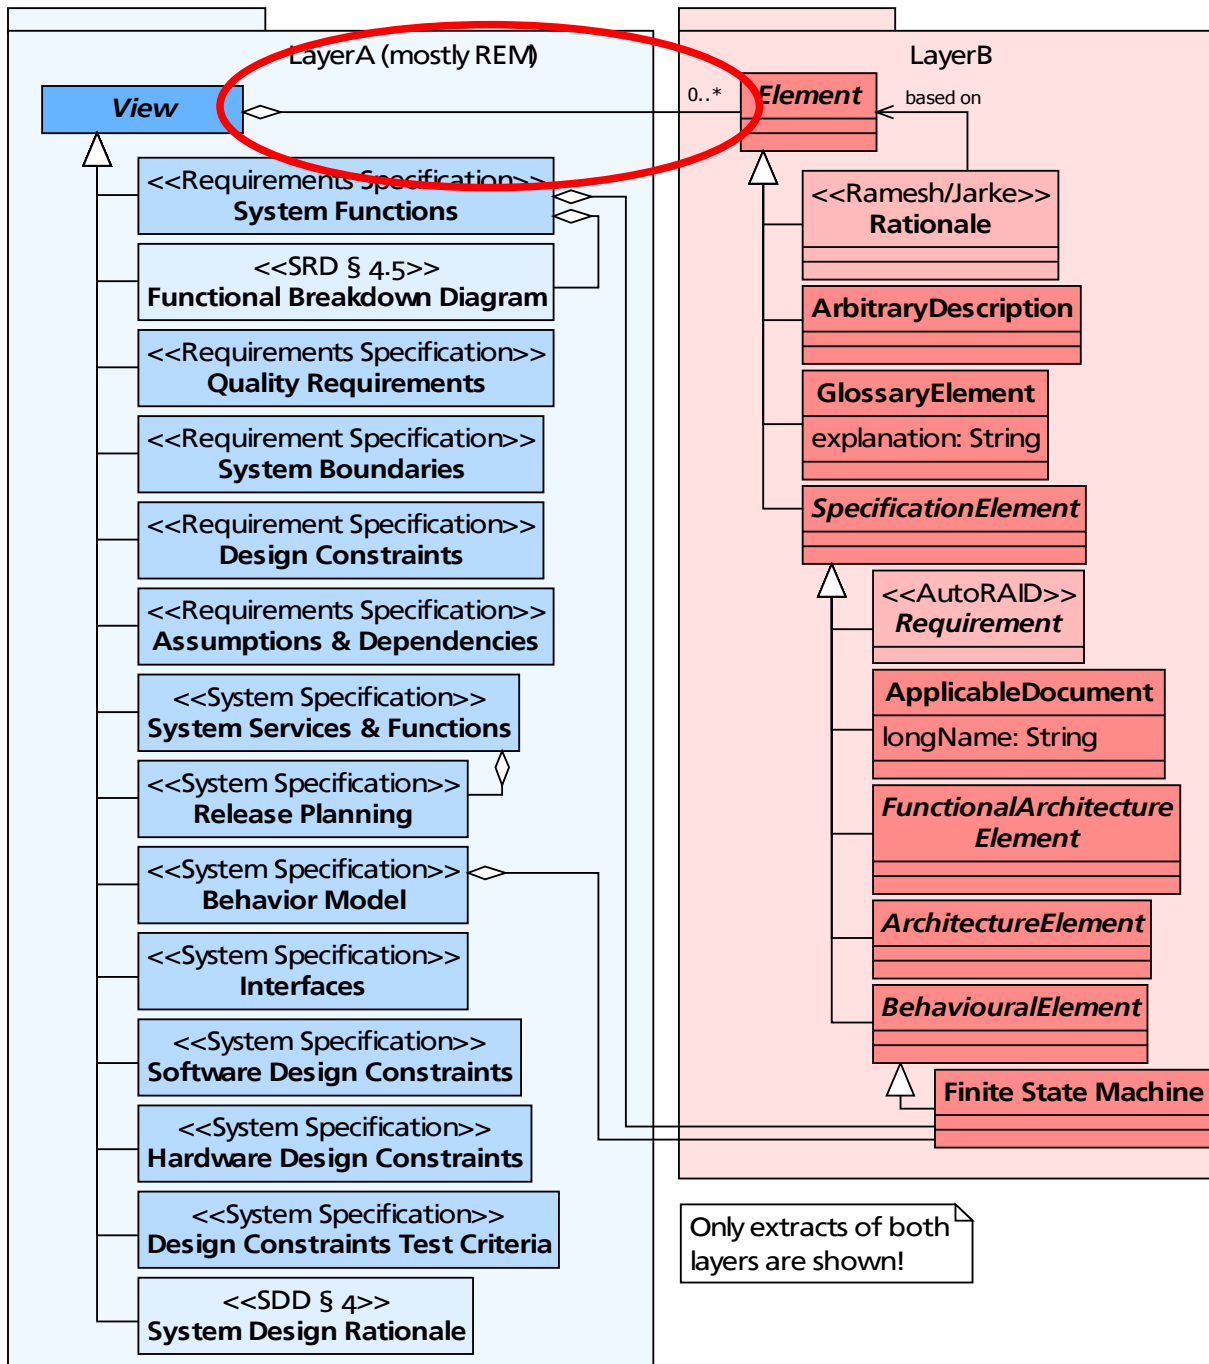 LayerA (mostly REM)
View
<<Requirements Specification>>
System Functions
<<SRD § 4.5>>
Functional Breakdown Diagram
<<Requirements Specification>>
Quality Requirements
<<Requirement Specification>>
System Boundaries
<<Requirement Specification>>
Design Constraints
<<Requirements Specification>>
Assumptions & Dependencies
<<System Specification>>
System Services & Functions
<<System Specification>>
Release Planning
<<System Specification>>
Behavior Model
<<System Specification>>
Interfaces
<<System Specification>>
Software Design Constraints
<<System Specification>>
Hardware Design Constraints
<<System Specification>>
Design Constraints Test Criteria
<<SDD § 4>>
System Design Rationale
LayerB
0..*
Element
based on
<<Ramesh/Jarke>>
Rationale
ArbitraryDescription
GlossaryElement
explanation: String
SpecificationElement
<<AutoRAID>>
Requirement
ApplicableDocument
longName: String
FunctionalArchitecture
Element
ArchitectureElement
BehaviouralElement
Finite State Machine
Only extracts of both
layers are shown!